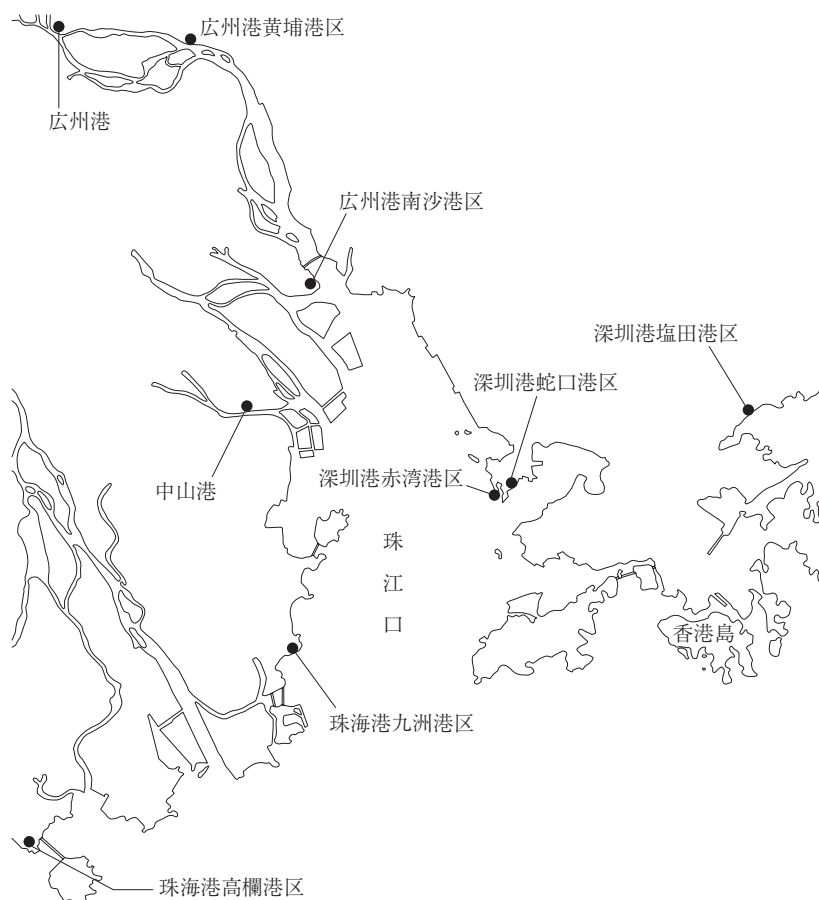 広州港黄埔港区
広州港
広州港南沙港区
深圳港塩田港区
深圳港蛇口港区
深圳港赤湾港区
中山港
珠江口
香港島
珠海港九洲港区
珠海港高欄港区